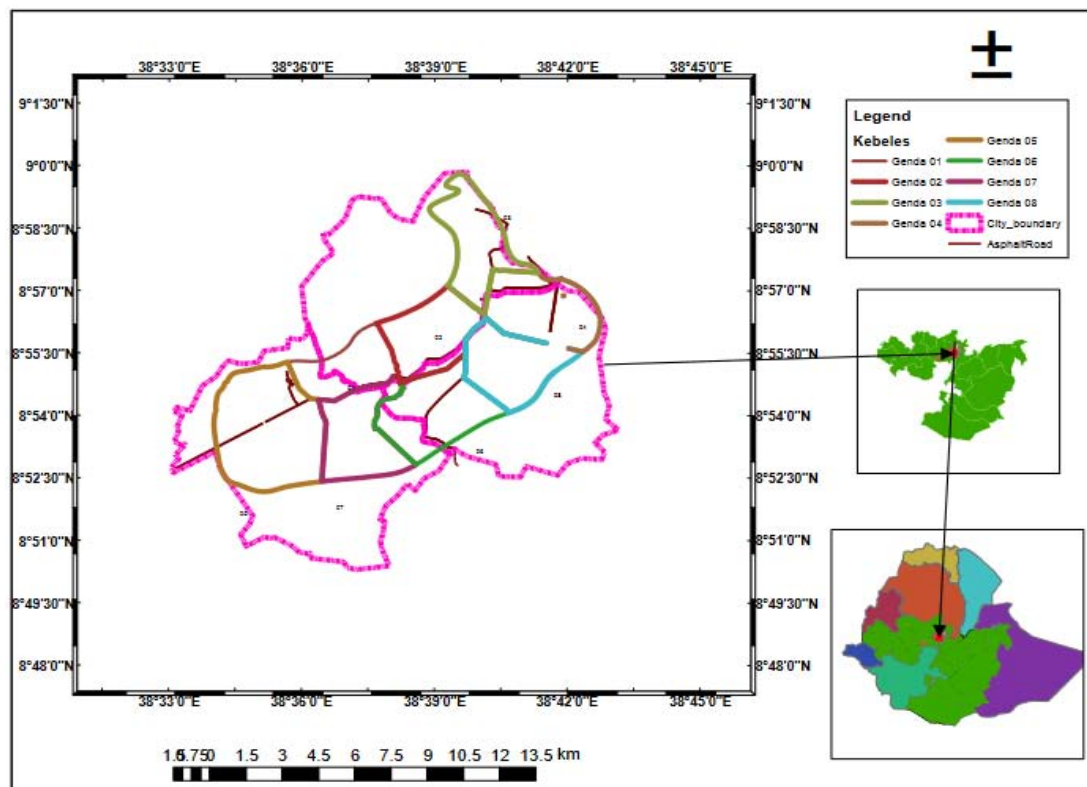 38°33'0"E 38°36'0"E 38°39'0"E 38°42'0"E 38°45'0"E
9°1'30"N 9°1'30"N
9°0'0"N 9°0'0"N
8°58'30"N 8°58'30"N
8°57'0"N 8°57'0"N
8°55'30"N 8°55'30"N
8°54'0"N 8°54'0"N
8°52'30"N 8°52'30"N
8°51'0"N 8°51'0"N
8°49'30"N 8°49'30"N
8°48'0"N 8°48'0"N
38°33'0"E 38°36'0"E 38°39'0"E 38°42'0"E 38°45'0"E
07
Legend
Kebeles
Genda 01
Genda 02
Genda 03
Genda 04
Genda 05
Genda 06
Genda 07
Genda 08
City_boundary
AsphaltRoad
0 1.5 3 4.5 6 7.5 9 10.5 12 13.5 km